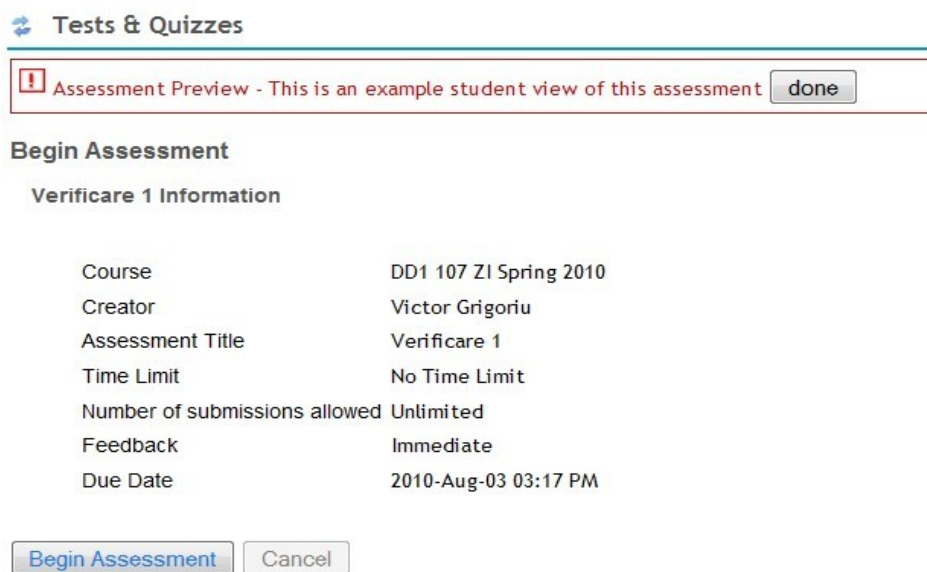 Tests & Quizzes
Assessment Preview - This is an example student view of this assessment done
Begin Assessment
Verificare 1 Information
Course DD1 107 ZI Spring 2010
Creator Victor Grigoriu
Assessment Title Verificare 1
Time Limit No Time Limit
Number of submissions allowed Unlimited
Feedback Immediate
Due Date 2010-Aug-03 03:17 PM
Begin Assessment Cancel